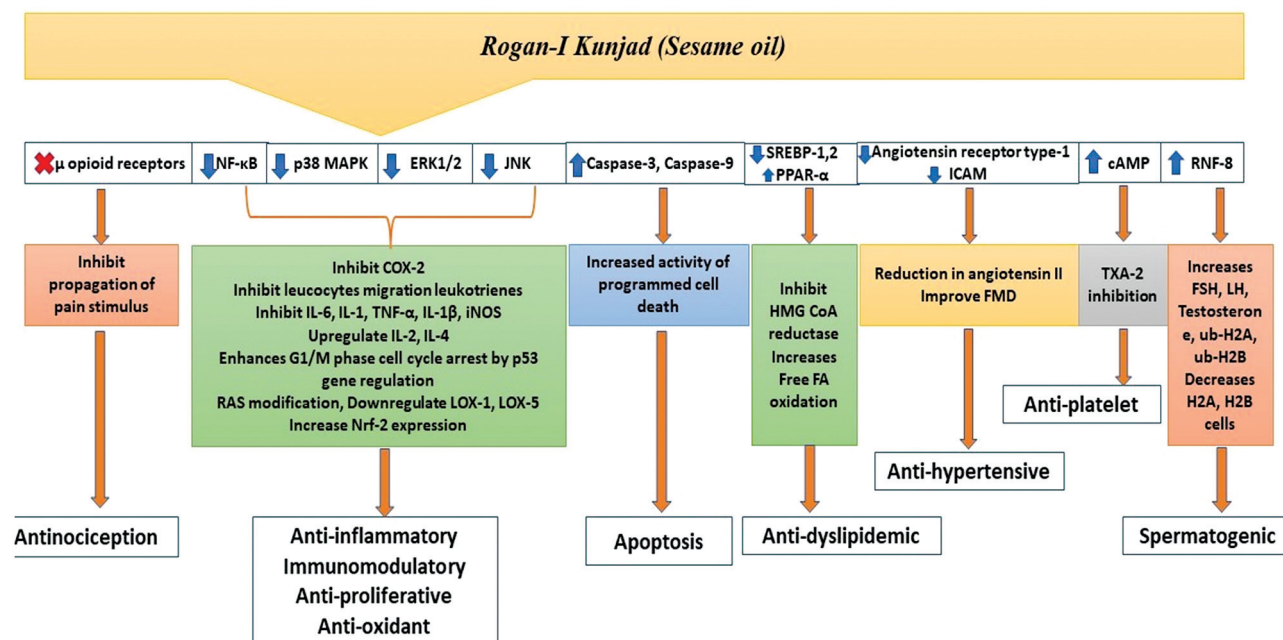 Rogan-I Kunjad (Sesame oil)
μ opioid receptors
NF-κB
p38 MAPK
ERK1/2
JNK
Caspase-3, Caspase-9
SREBP-1,2
PPAR-α
Angiotensin receptor type-1
ICAM
cAMP
RNF-8
Inhibit
propagation of
pain stimulus
Inhibit COX-2
Inhibit leucocytes migration leukotrienes
Inhibit IL-6, IL-1, TNF-α, IL-1β, iNOS
Upregulate IL-2, IL-4
Enhances G1/M phase cell cycle arrest by p53
gene regulation
RAS modification, Downregulate LOX-1, LOX-5
Increase Nrf-2 expression
Increased activity of
programmed cell
death
Inhibit
HMG CoA
reductase
Increases
Free FA
oxidation
Reduction in angiotensin II
Improve FMD
TXA-2
inhibition
Increases
FSH, LH,
Testosteron
e, ub-H2A,
ub-H2B
Decreases
H2A, H2B
cells
Antinociception
Anti-inflammatory
Immunomodulatory
Anti-proliferative
Anti-oxidant
Apoptosis
Anti-dyslipidemic
Anti-hypertensive
Anti-platelet
Spermatogenic